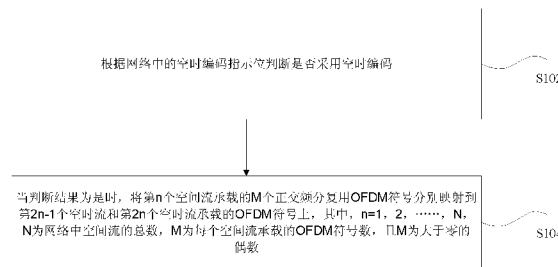 根据网络中的空时编码指示位判断是否采用空时编码
S102
当判断结果为是时，将第n个空间流承载的M个正交频分复用OFDM符号分别映射到
第2n-1个空时流和第2n个空时流承载的OFDM符号上，其中，n=1，2，……，N，
N为网络中空间流的总数，M为每个空间流承载的OFDM符号数，且M为大于零的
偶数
S104